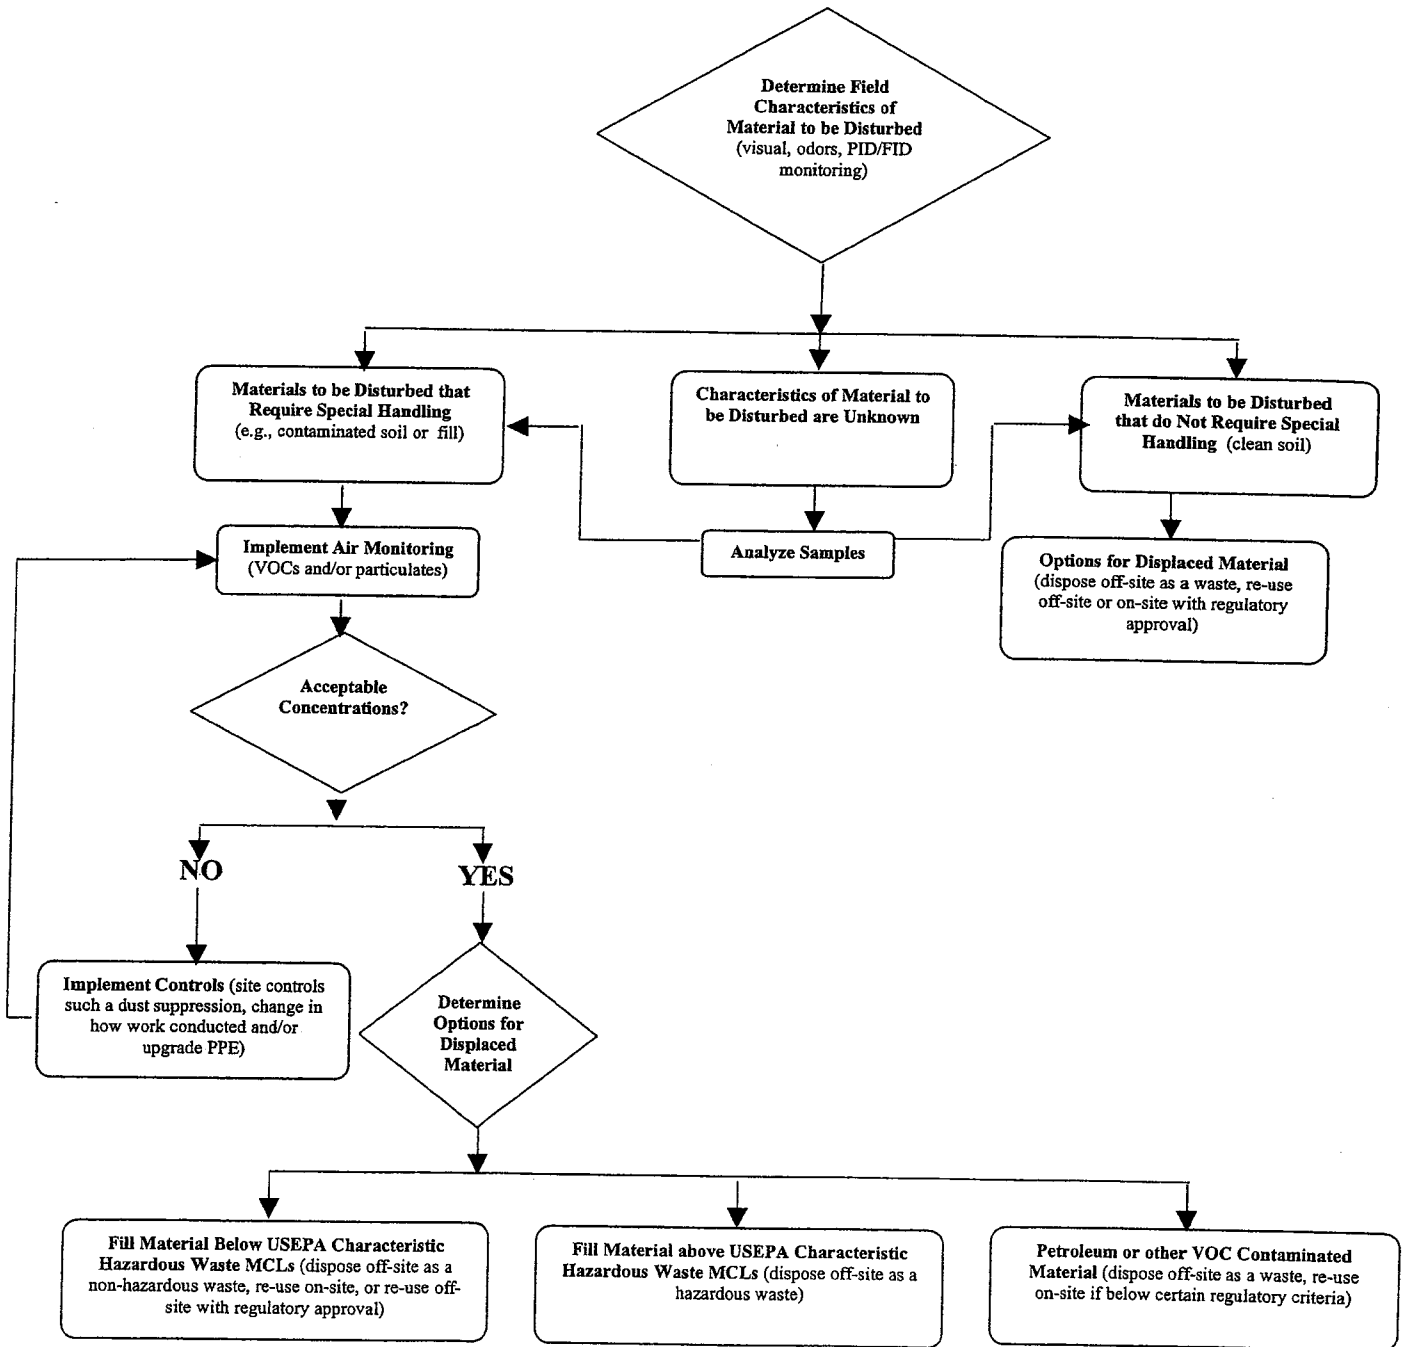 Determine Field
Characteristics of
Material to be Disturbed
(visual, odors, PID/FID
monitoring)
Materials to be Disturbed that
Require Special Handling
(e.g., contaminated soil or fill)
Characteristics of Material to
be Disturbed are Unknown
Materials to be Disturbed
that do Not Require Special
Handling (clean soil)
Implement Air Monitoring
(VOCs and/or particulates)
Analyze Samples
Options for Displaced Material
(dispose off-site as a waste, re-use
off-site or on-site with regulatory
approval)
Acceptable
Concentrations?
NO
YES
Implement Controls (site controls
such a dust suppression, change in
how work conducted and/or
upgrade PPE)
Determine
Options for
Displaced
Material
Fill Material Below USEPA Characteristic
Hazardous Waste MCLs (dispose off-site as a
non-hazardous waste, re-use on-site, or re-use off-
site with regulatory approval)
Fill Material above USEPA Characteristic
Hazardous Waste MCLs (dispose off-site as a
hazardous waste)
Petroleum or other VOC Contaminated
Material (dispose off-site as a waste, re-use
on-site if below certain regulatory criteria)